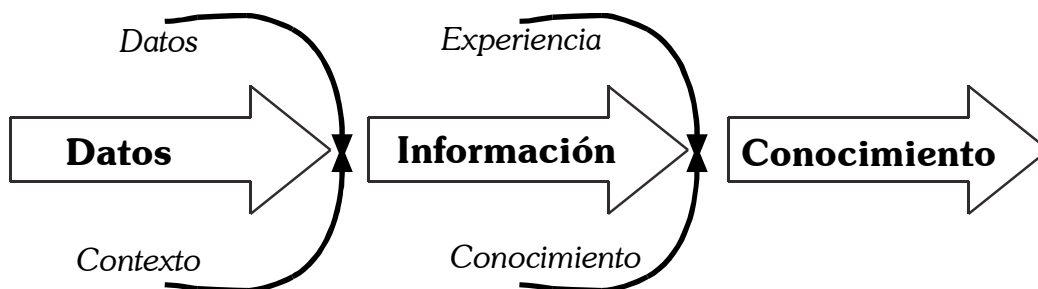 Datos
Experiencia
Datos
Información
Conocimiento
Contexto
Conocimiento